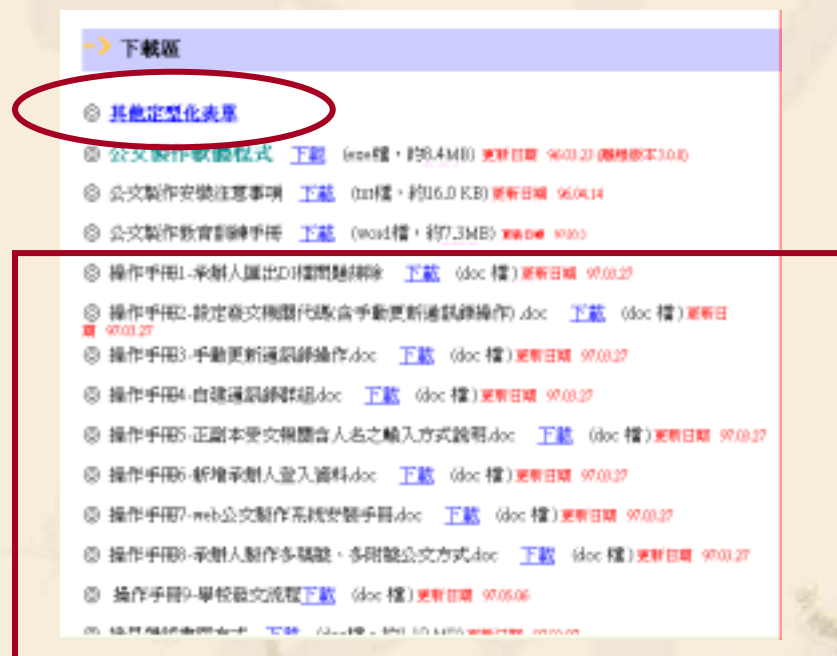 下載區
◎ 其他定型化表單
◎ 公文製作軟體程式 下載 (exe檔,約8.4MB) 更新日期 96.03.23 (離線版本3.0.8)
◎ 公文製作安裝注意事項 下載 (txt檔,約16.0 KB) 更新日期 96.04.14
◎ 公文製作教育訓練手冊 下載 (word檔,約7.3MB) 更新日期
◎ 操作手冊1-承辦人匯出DI檔問題排除 下載 (doc 檔) 更新日期 97.03.27
◎ 操作手冊2-設定發文機關代碼(含手動更新通訊錄操作).doc 下載 (doc 檔) 更新日
期 97.03.27
◎ 操作手冊3-手動更新通訊錄操作.doc 下載 (doc 檔) 更新日期 97.03.27
◎ 操作手冊4-自建通訊錄群組.doc 下載 (doc 檔) 更新日期 97.03.27
◎ 操作手冊5-正副本受文機關含人名之輸入方式說明.doc 下載 (doc 檔) 更新日期 97.03.27
◎ 操作手冊6-新增承辦人登入資料.doc 下載 (doc 檔) 更新日期 97.03.27
◎ 操作手冊7-web公文製作系統安裝手冊.doc 下載 (doc 檔) 更新日期 97.03.27
◎ 操作手冊8-承辦人製作多稿號、多附號公文方式.doc 下載 (doc 檔) 更新日期 97.03.27
◎ 操作手冊9-學校發文流程下載 (doc 檔) 更新日期 97.05.06